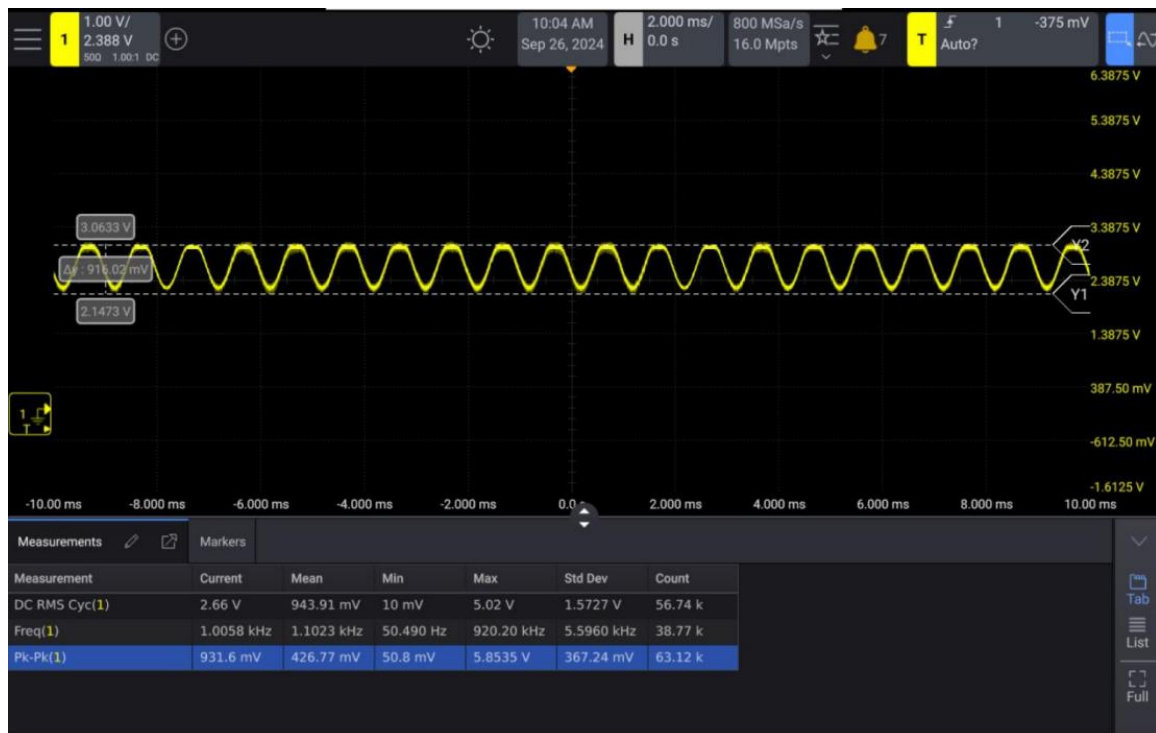 1 1.00 V/
2.388 V
50Ω 1.00:1 DC
10:04 AM
Sep 26, 2024
H 2.000 ms/
0.0 s
800 MSa/s
16.0 Mpts
7
T 1 -375 mV
Auto?
6.3875 V
5.3875 V
4.3875 V
3.3875 V
2.3875 V
1.3875 V
387.50 mV
-612.50 mV
-1.6125 V
3.0633 V
Δy : 916.02 mV
2.1473 V
Y2
Y1
1
T
-10.00 ms -8.000 ms -6.000 ms -4.000 ms -2.000 ms 2.000 ms 4.000 ms 6.000 ms 8.000 ms 10.00 ms
Measurements Markers
Measurement Current Mean Min Max Std Dev Count
DC RMS Cyc(1) 2.66 V 943.91 mV 10 mV 5.02 V 1.5727 V 56.74 k
Freq(1) 1.0058 kHz 1.1023 kHz 50.490 Hz 920.20 kHz 5.5960 kHz 38.77 k
Pk-Pk(1) 931.6 mV 426.77 mV 50.8 mV 5.8535 V 367.24 mV 63.12 k
Tab
List
Full